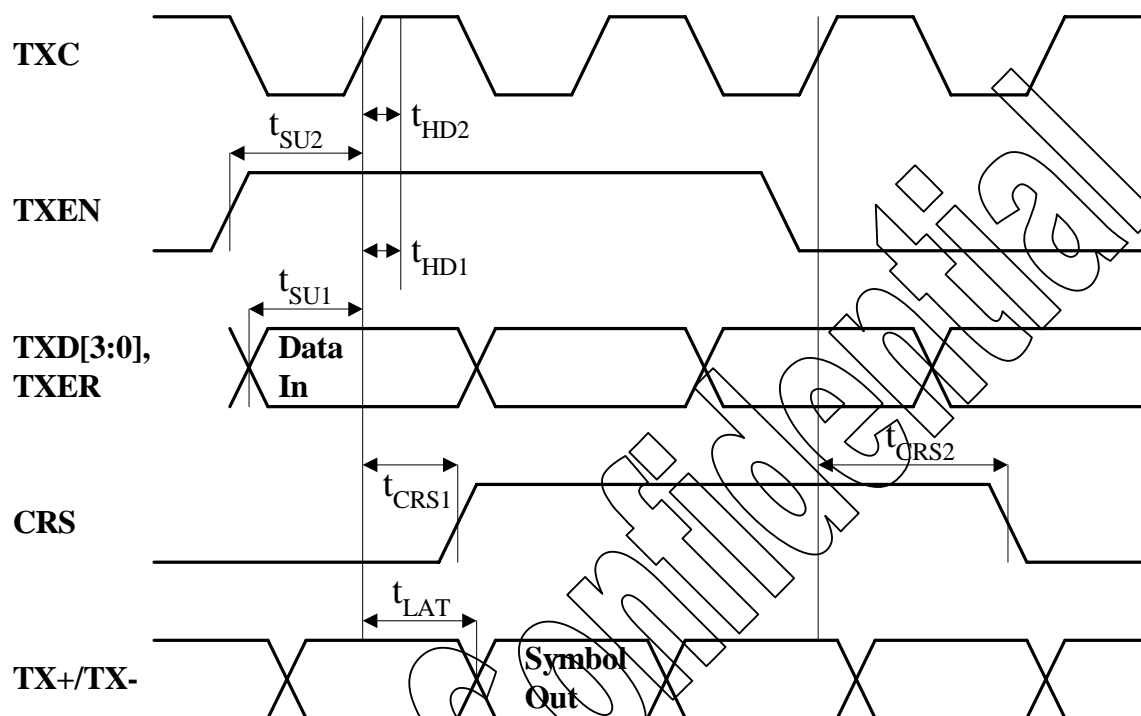 TXC
tHD2
tSU2
TXEN
tHD1
tSU1
TXD[3:0],
TXER
Data
In
tCRS2
tCRS1
CRS
tLAT
TX+/TX-
Symbol
Out
Confidential